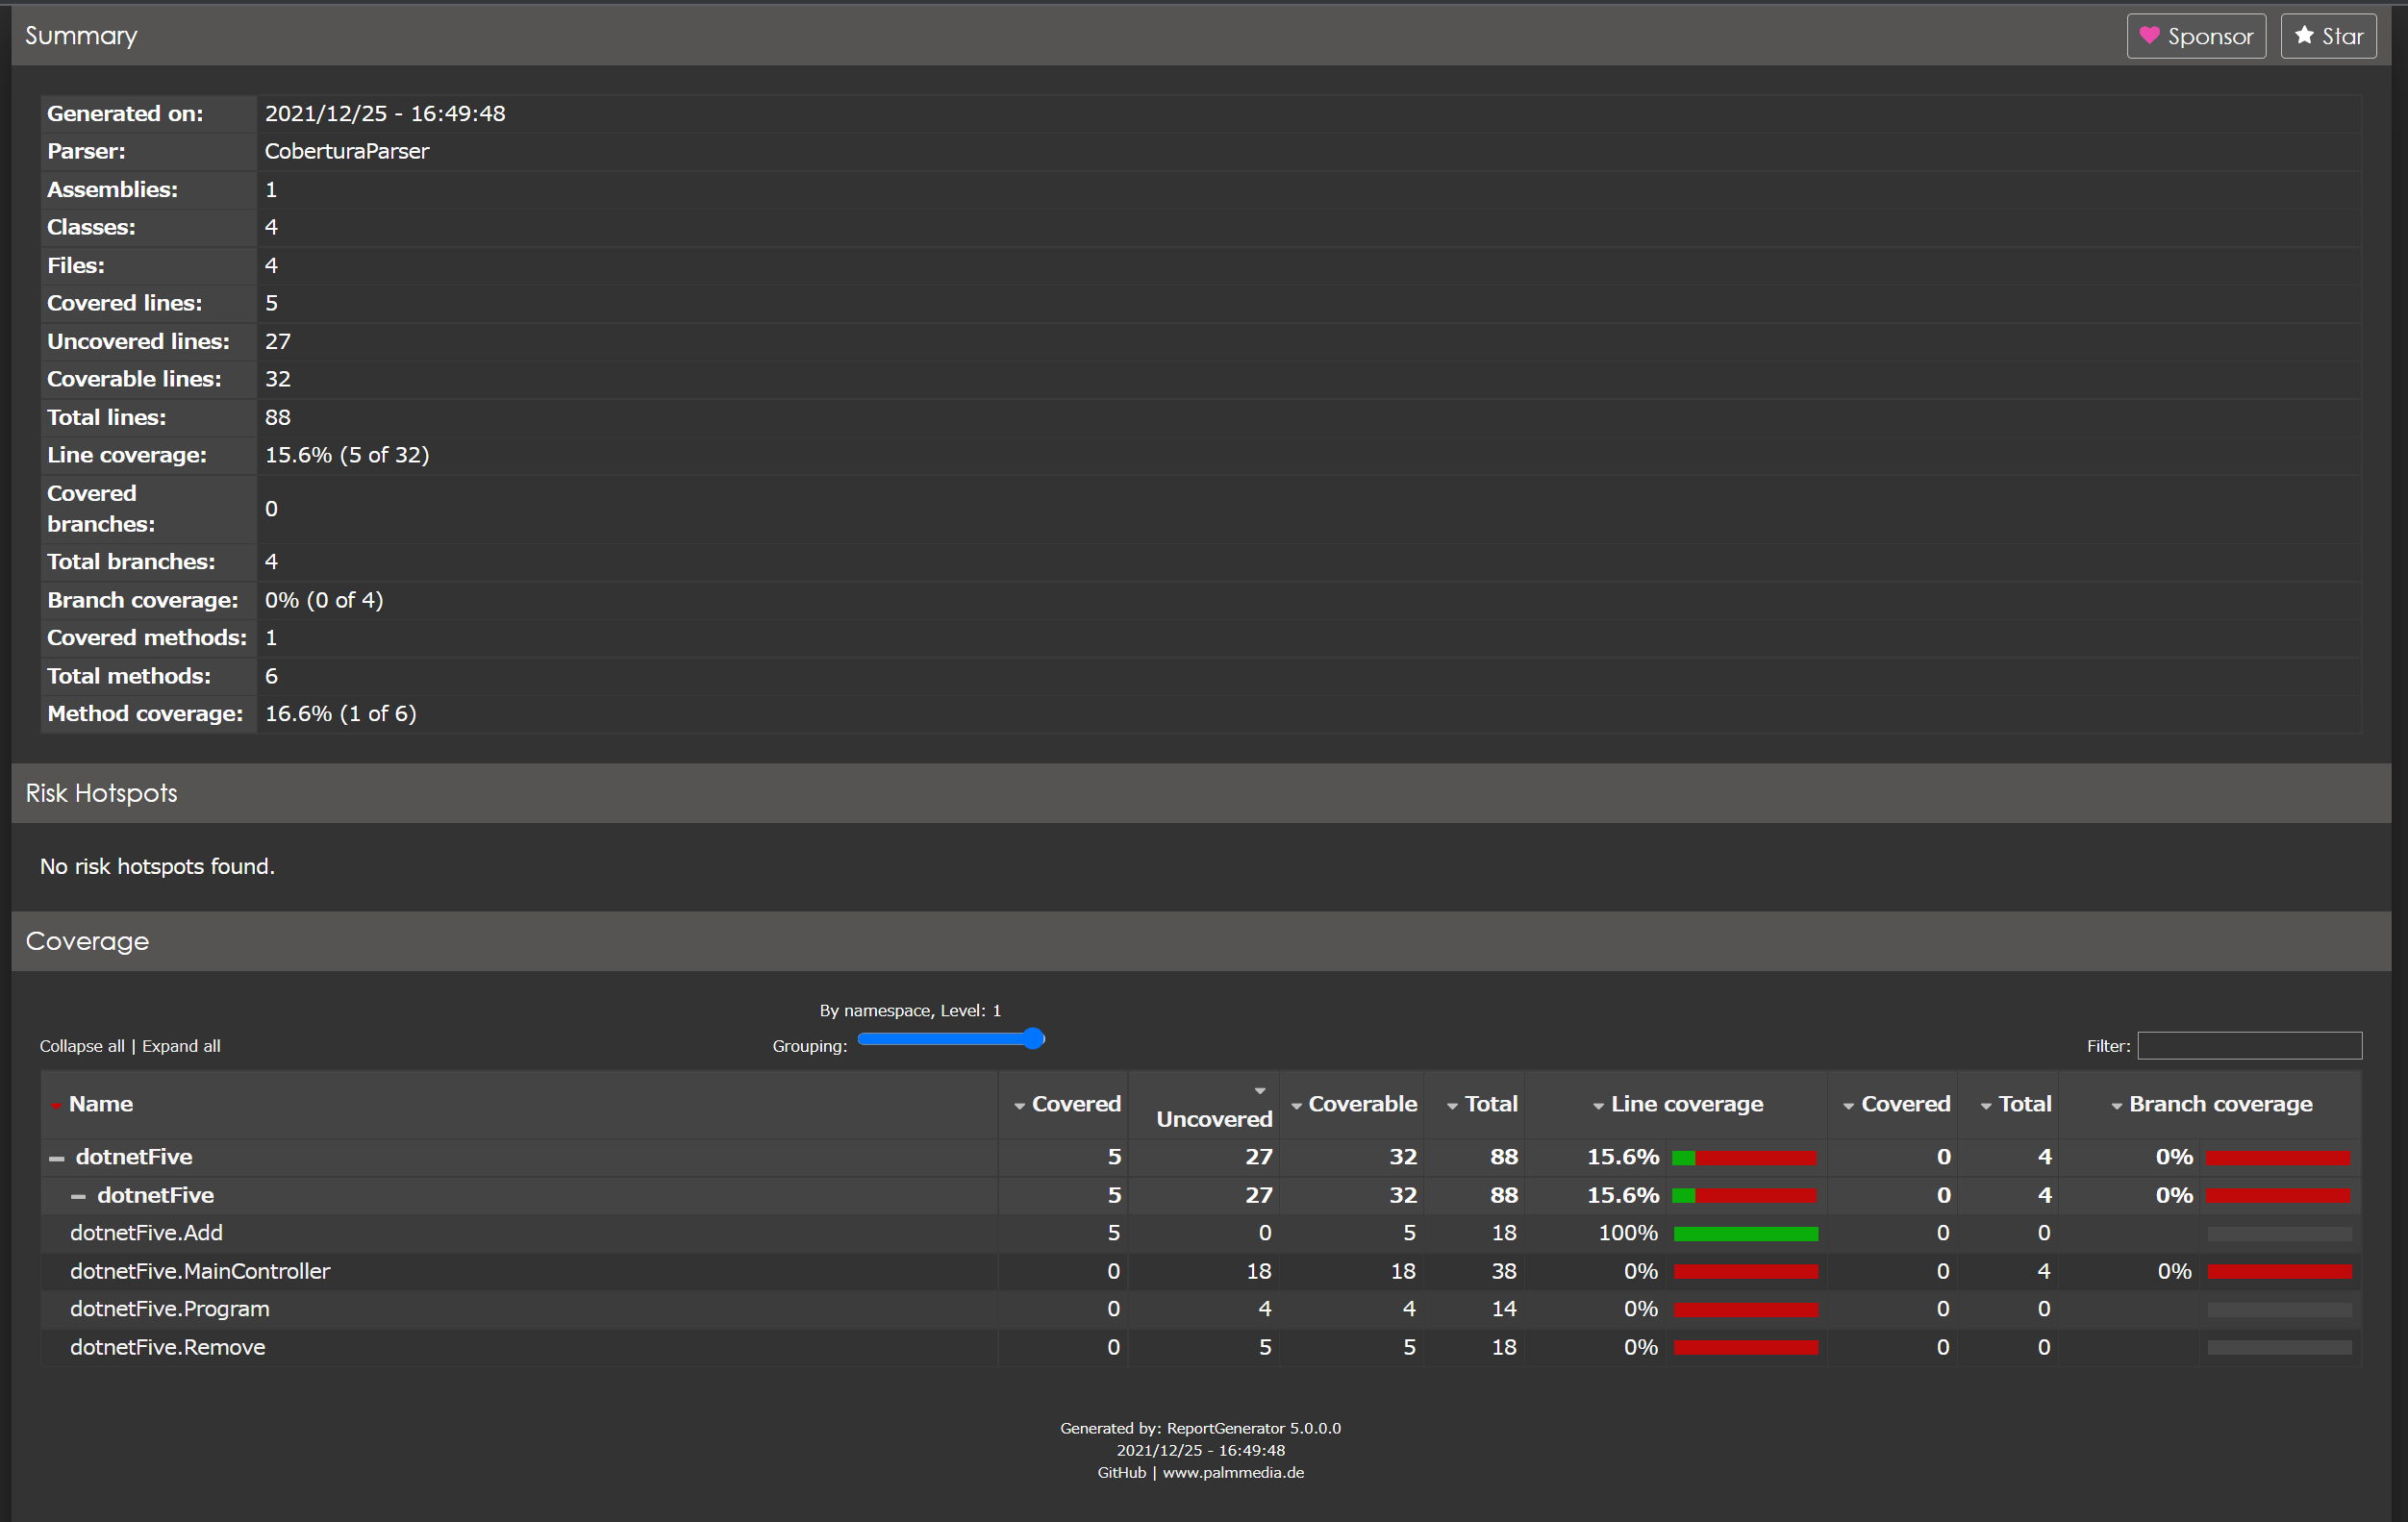 Summary
Sponsor
Star
Generated on: 2021/12/25 - 16:49:48
Parser: CoberturaParser
Assemblies: 1
Classes: 4
Files: 4
Covered lines: 5
Uncovered lines: 27
Coverable lines: 32
Total lines: 88
Line coverage: 15.6% (5 of 32)
Covered
branches: 0
Total branches: 4
Branch coverage: 0% (0 of 4)
Covered methods: 1
Total methods: 6
Method coverage: 16.6% (1 of 6)
Risk Hotspots
No risk hotspots found.
Coverage
By namespace, Level: 1
Collapse all | Expand all Grouping: Filter:
Name Covered Uncovered Coverable Total Line coverage Covered Total Branch coverage
dotnetFive 5 27 32 88 15.6% 0 4 0%
dotnetFive 5 27 32 88 15.6% 0 4 0%
dotnetFive.Add 5 0 5 18 100% 0 0
dotnetFive.MainController 0 18 18 38 0% 0 4 0%
dotnetFive.Program 0 4 4 14 0% 0 0
dotnetFive.Remove 0 5 5 18 0% 0 0
Generated by: ReportGenerator 5.0.0.0
2021/12/25 - 16:49:48
GitHub | www.palmmedia.de